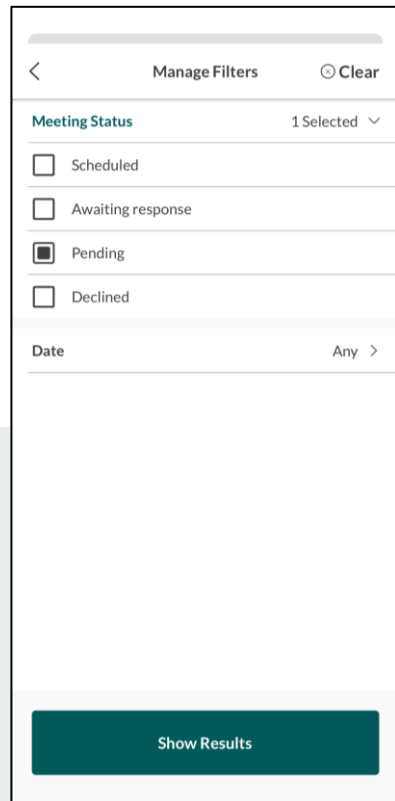 Manage Filters Clear
Meeting Status 1 Selected
Scheduled
Awaiting response
Pending
Declined
Date Any
Show Results